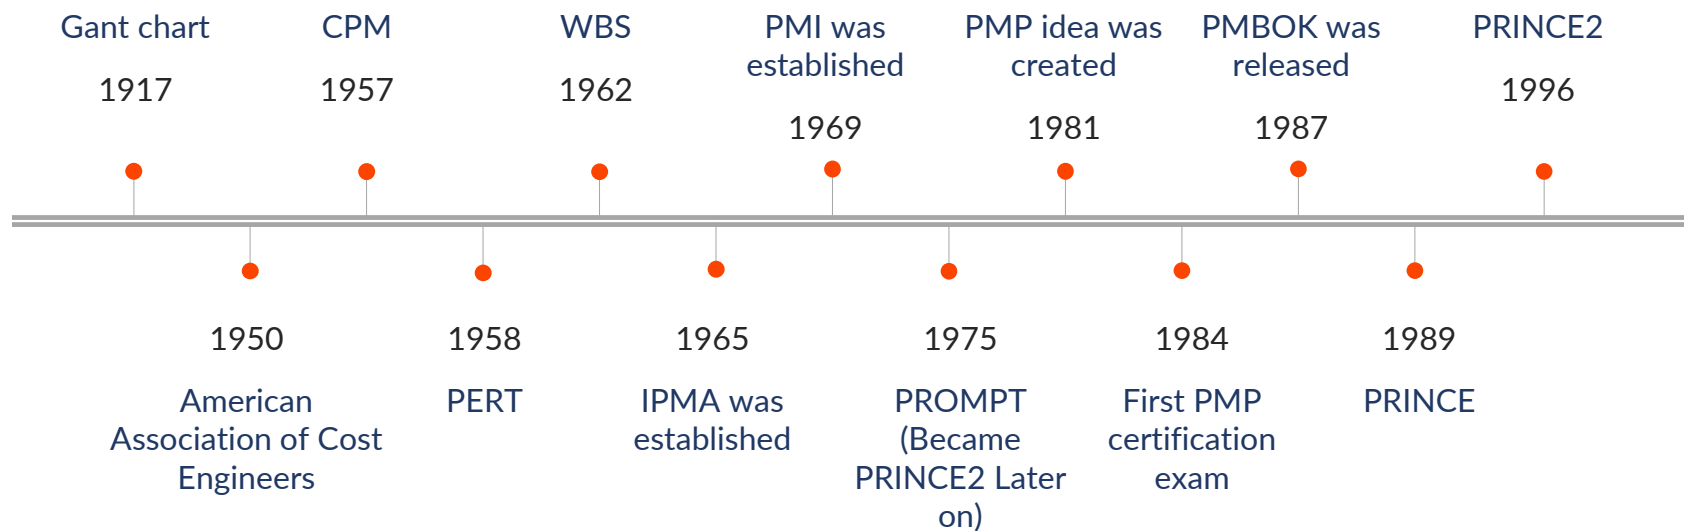 Gant chart
1917
CPM
1957
WBS
1962
PMI was
established
1969
PMP idea was
created
1981
PMBOK was
released
1987
PRINCE2
1996
1950
American
Association of Cost
Engineers
1958
PERT
1965
IPMA was
established
1975
PROMPT
(Became
PRINCE2 Later
on)
1984
First PMP
certification
exam
1989
PRINCE